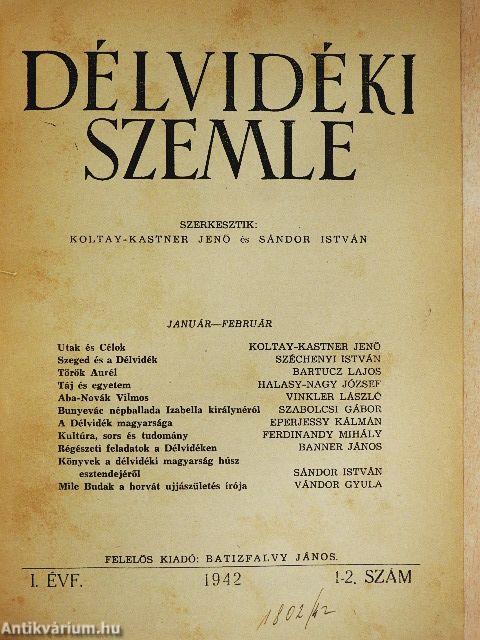 DÉLVIDÉKI
SZEMLE
SZERKESZTIK:
KOLTAY-KASTNER JENŐ és SÁNDOR ISTVÁN
JANUÁR—FEBRUÁR
Utak és Célok KOLTAY-KASTNER JENŐ
Szeged és a Délvidék SZÉCHENYI ISTVÁN
Török Aurél BARTUCZ LAJOS
Táj és egyetem HALASY-NAGY JÓZSEF
Aba-Novák Vilmos VINKLER LÁSZLÓ
Bunyevác népballada Izabella királynéról SZABOLCSI GÁBOR
A Délvidék magyarsága EPERJESSY KÁLMÁN
Kultúra, sors és tudomány FERDINANDY MIHÁLY
Régészeti feladatok a Délvidéken BANNER JÁNOS
Könyvek a délvidéki magyarság húsz
esztendejéről SÁNDOR ISTVÁN
Mile Budak a horvát ujjászületés írója VÁNDOR GYULA
FELELŐS KIADÓ: BATIZFALVY JÁNOS.
I. ÉVF. 1942 1-2. SZÁM
1802/42
Antikvárium.hu